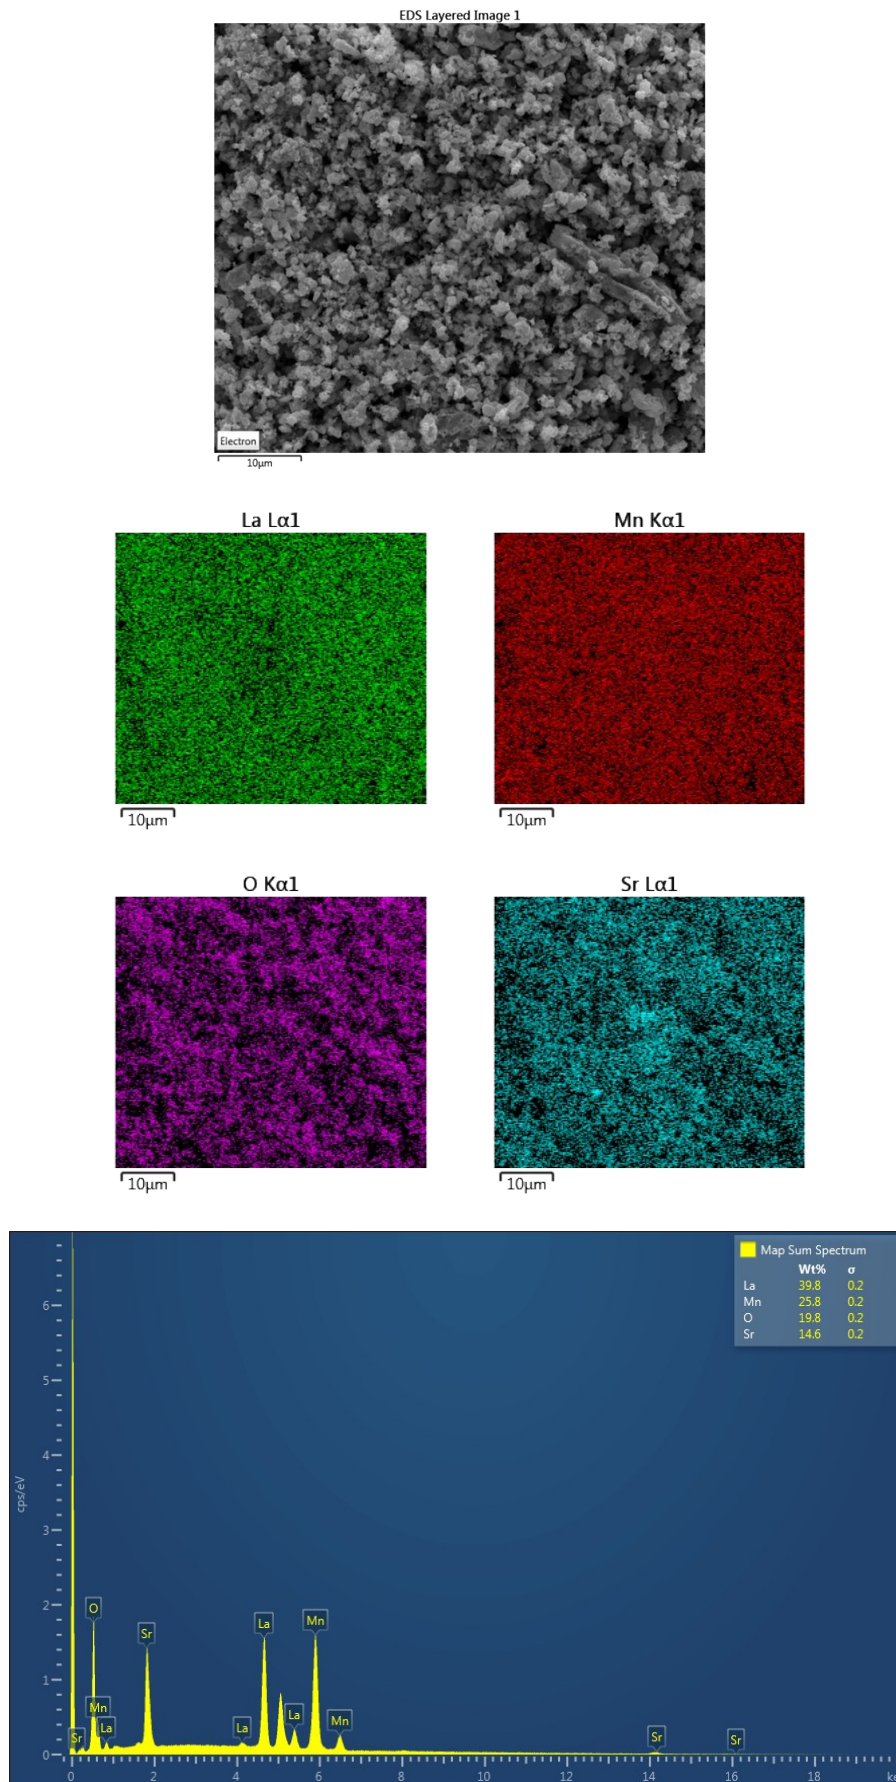 EDS Layered Image 1
Electron
10µm
La Lα1
Mn Kα1
10µm
10µm
O Kα1
Sr Lα1
10µm
10µm
Map Sum Spectrum
Wt% σ
La 39.8 0.2
Mn 25.8 0.2
O 19.8 0.2
Sr 14.6 0.2
6
5
4
cps/eV
3
2
O
Mn
La
Sr
1
Mn
La
Mn
Sr
La
La
Sr
Sr
0
0 2 4 6 8 10 12 14 16 18